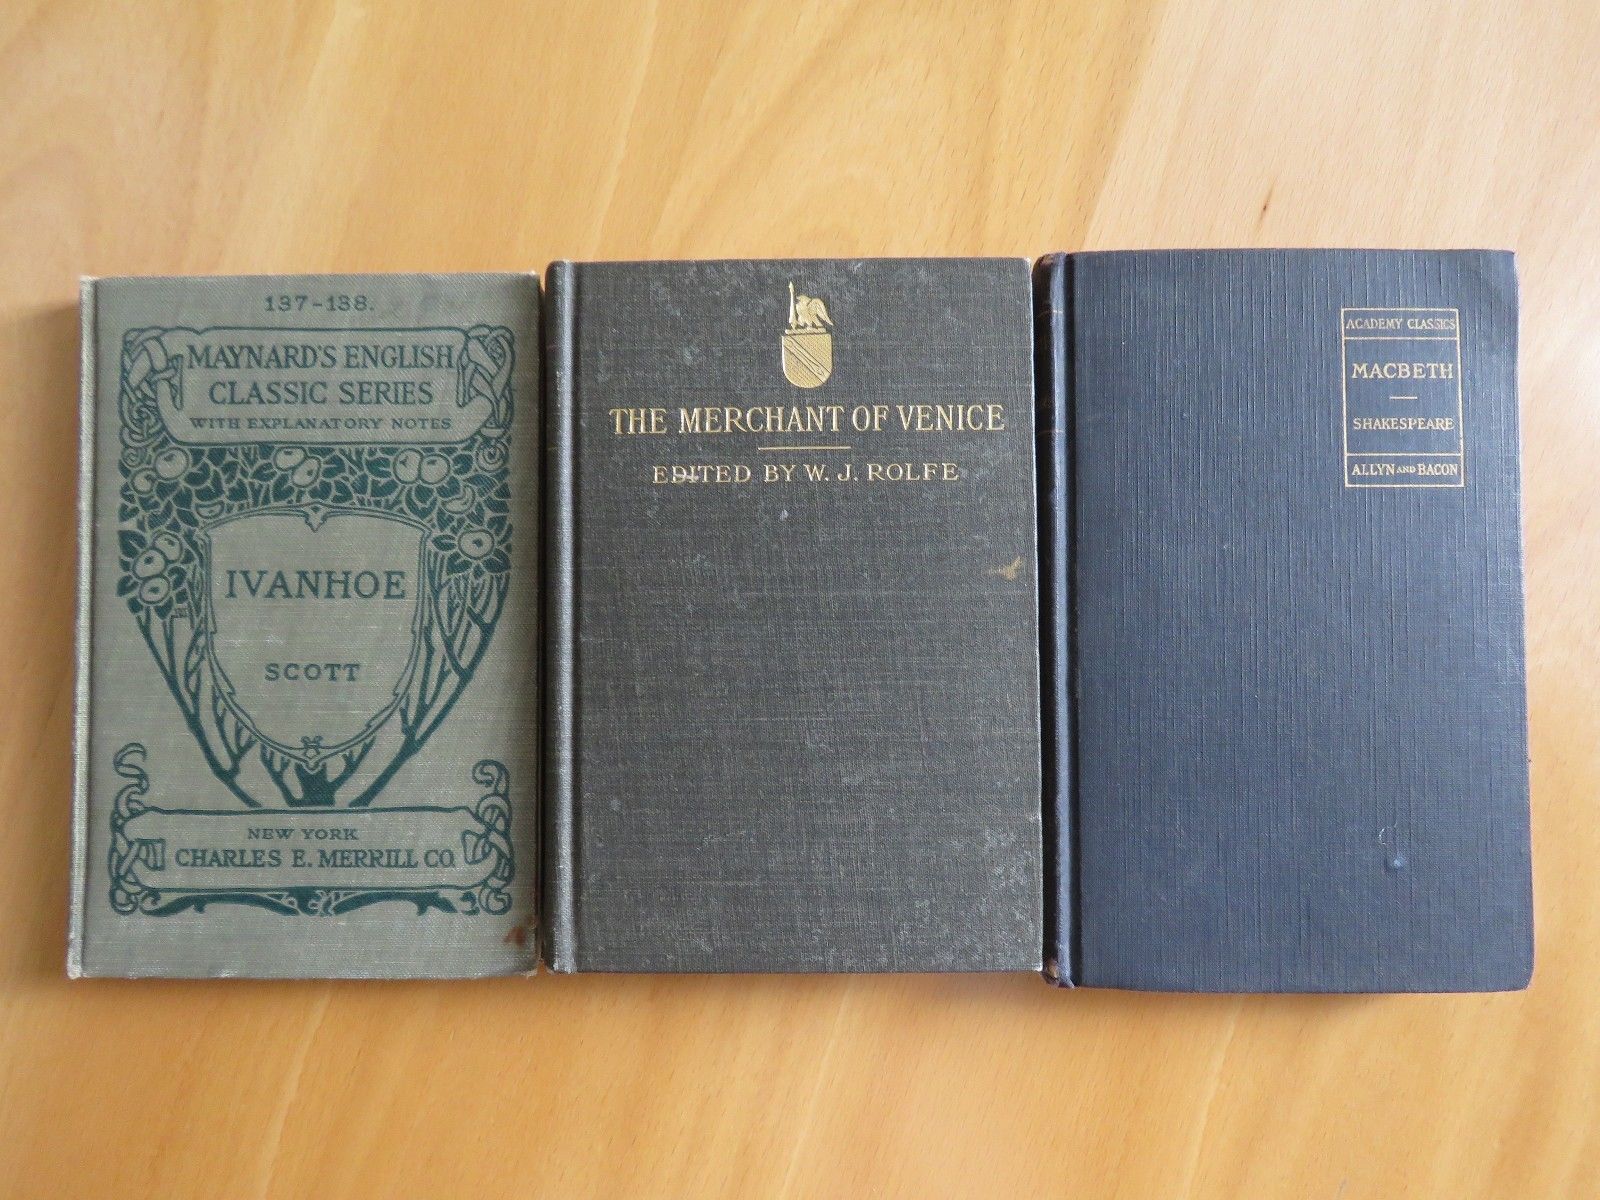 137-138.
MAYNARD'S ENGLISH
CLASSIC SERIES
WITH EXPLANATORY NOTES
IVANHOE
SCOTT
NEW YORK
CHARLES E. MERRILL CO.
THE MERCHANT OF VENICE
EDITED BY W. J. ROLFE
ACADEMY CLASSICS
MACBETH
SHAKESPEARE
ALLYN AND BACON